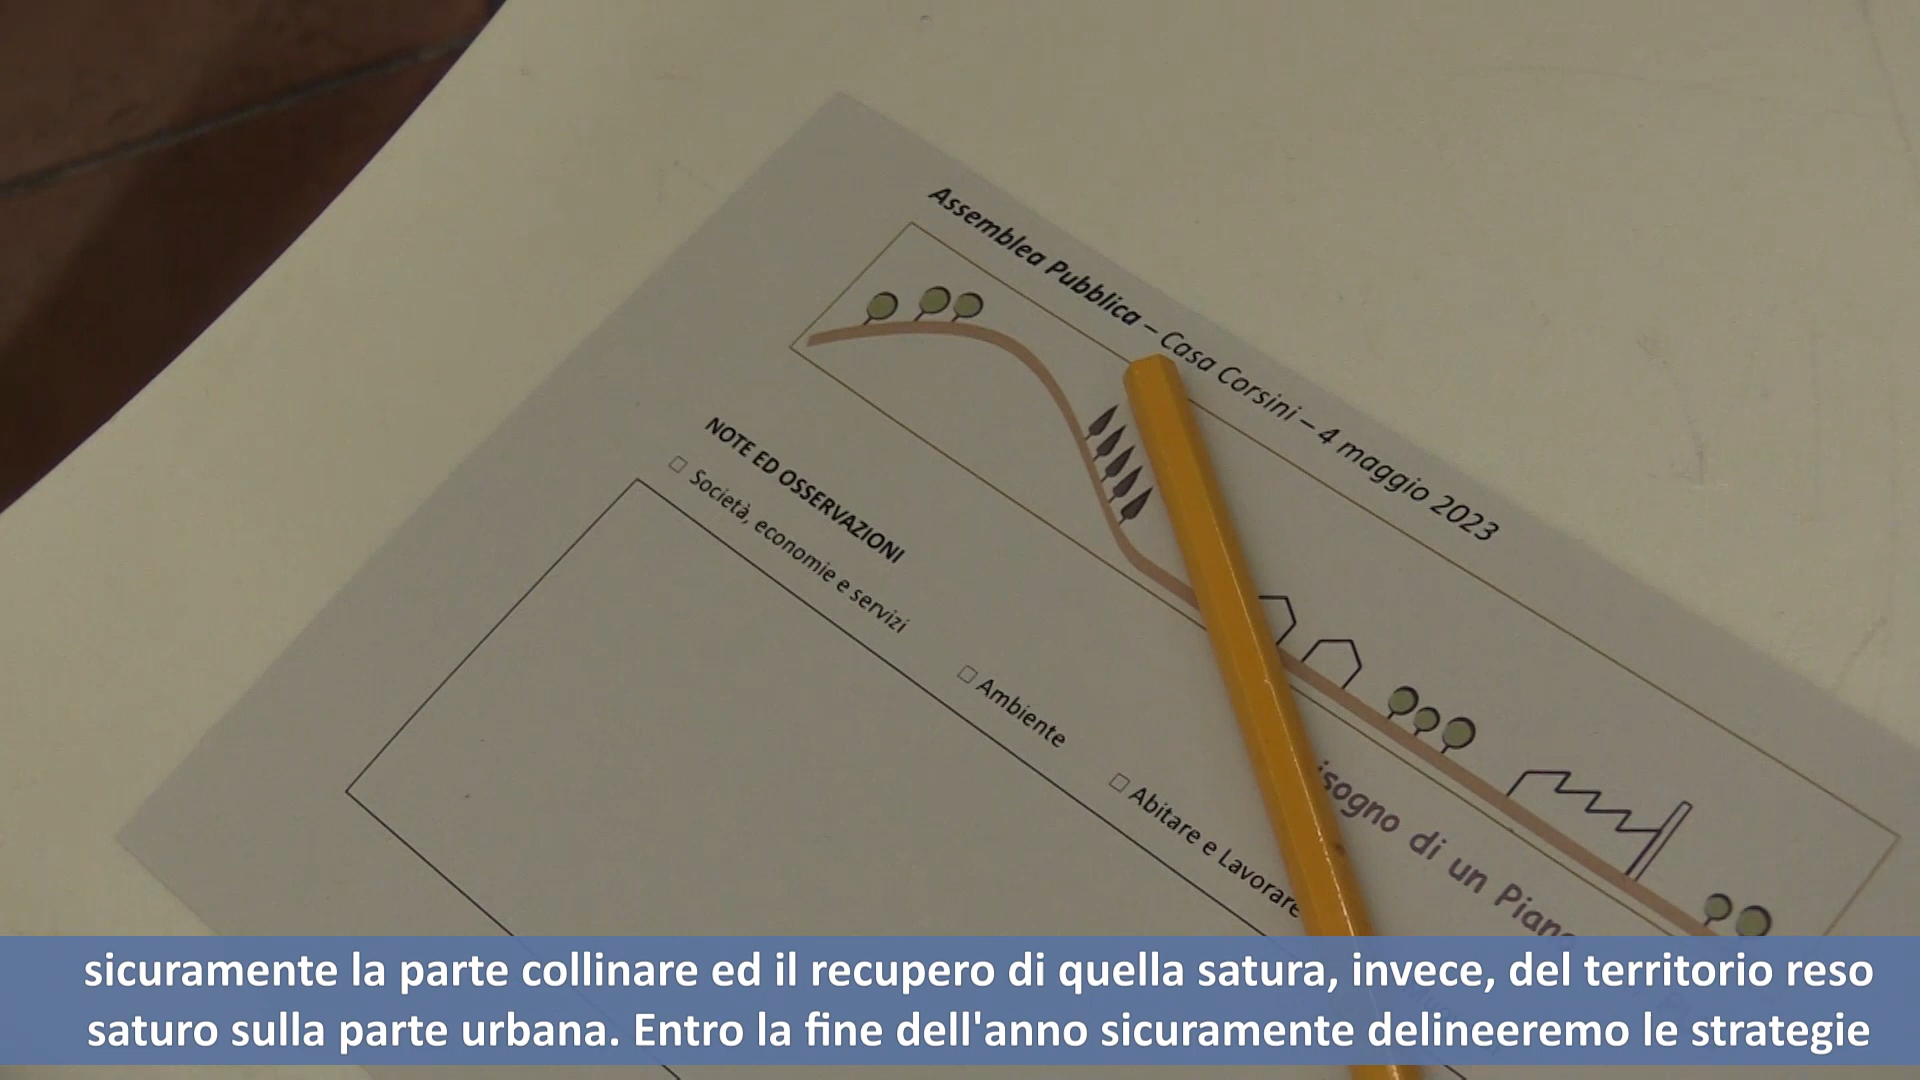 Assemblea Pubblica – Casa Corsini – 4 maggio 2023
isogno di un Piano
NOTE ED OSSERVAZIONI
□ Società, economie e servizi
□ Ambiente
□ Abitare e Lavorare
sicuramente la parte collinare ed il recupero di quella satura, invece, del territorio reso
saturo sulla parte urbana. Entro la fine dell'anno sicuramente delineeremo le strategie